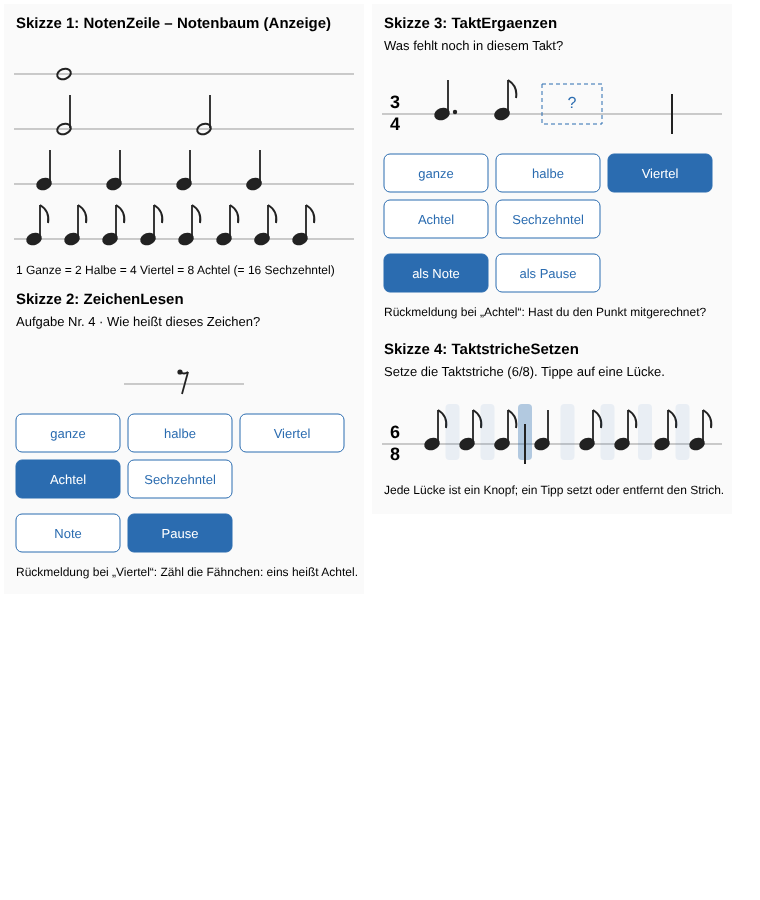 Skizze 1: NotenZeile – Notenbaum (Anzeige)
1 Ganze = 2 Halbe = 4 Viertel = 8 Achtel (= 16 Sechzehntel)
Skizze 2: ZeichenLesen
Aufgabe Nr. 4 · Wie heißt dieses Zeichen?
ganze halbe Viertel
Achtel Sechzehntel
Note Pause
Rückmeldung bei „Viertel“: Zähl die Fähnchen: eins heißt Achtel.
Skizze 3: TaktErgaenzen
Was fehlt noch in diesem Takt?
3
4
?
ganze halbe Viertel
Achtel Sechzehntel
als Note als Pause
Rückmeldung bei „Achtel“: Hast du den Punkt mitgerechnet?
Skizze 4: TaktstricheSetzen
Setze die Taktstriche (6/8). Tippe auf eine Lücke.
6
8
Jede Lücke ist ein Knopf; ein Tipp setzt oder entfernt den Strich.